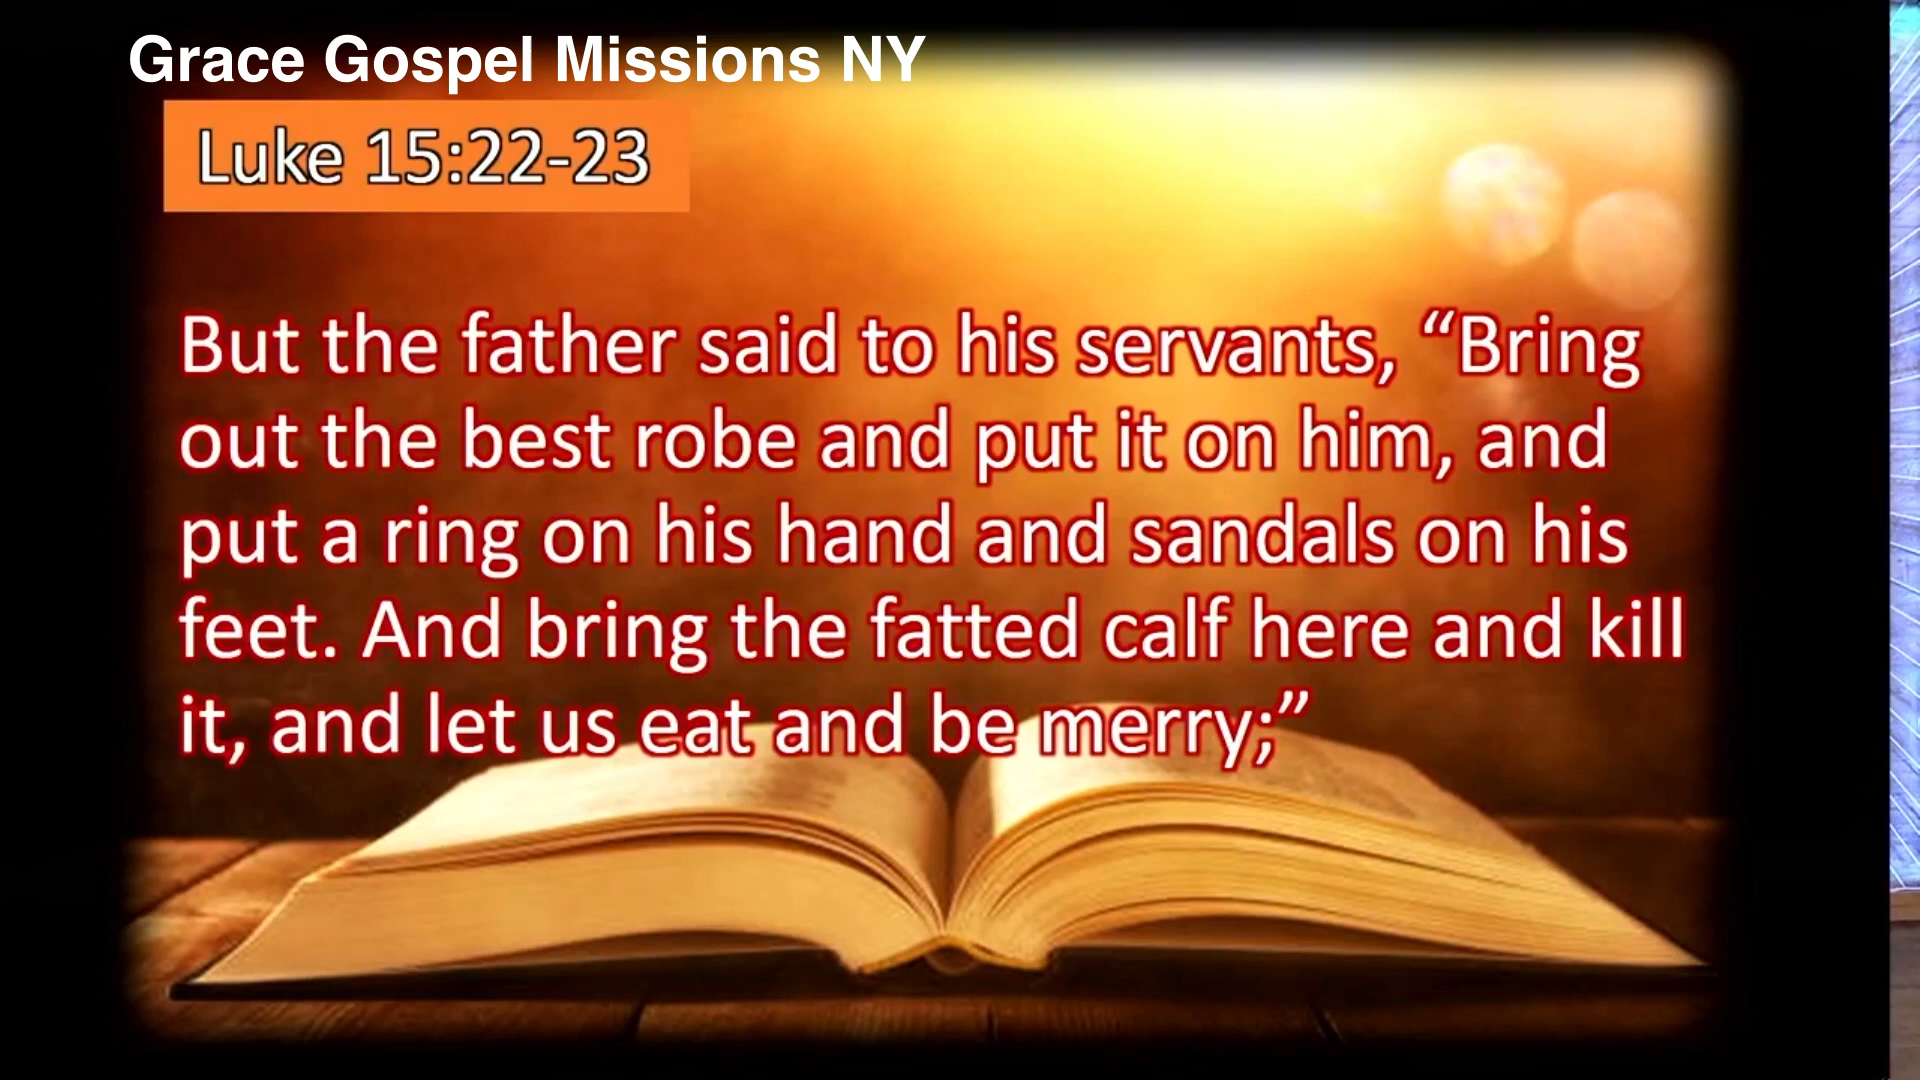 Grace Gospel Missions NY
Luke 15:22-23
But the father said to his servants, “Bring
out the best robe and put it on him, and
put a ring on his hand and sandals on his
feet. And bring the fatted calf here and kill
it, and let us eat and be merry;”